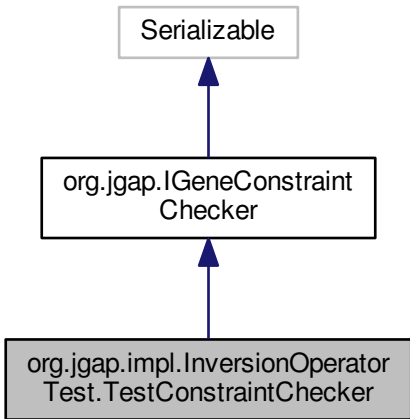 Serializable
org.jgap.IGeneConstraint
Checker
org.jgap.impl.InversionOperator
Test.TestConstraintChecker